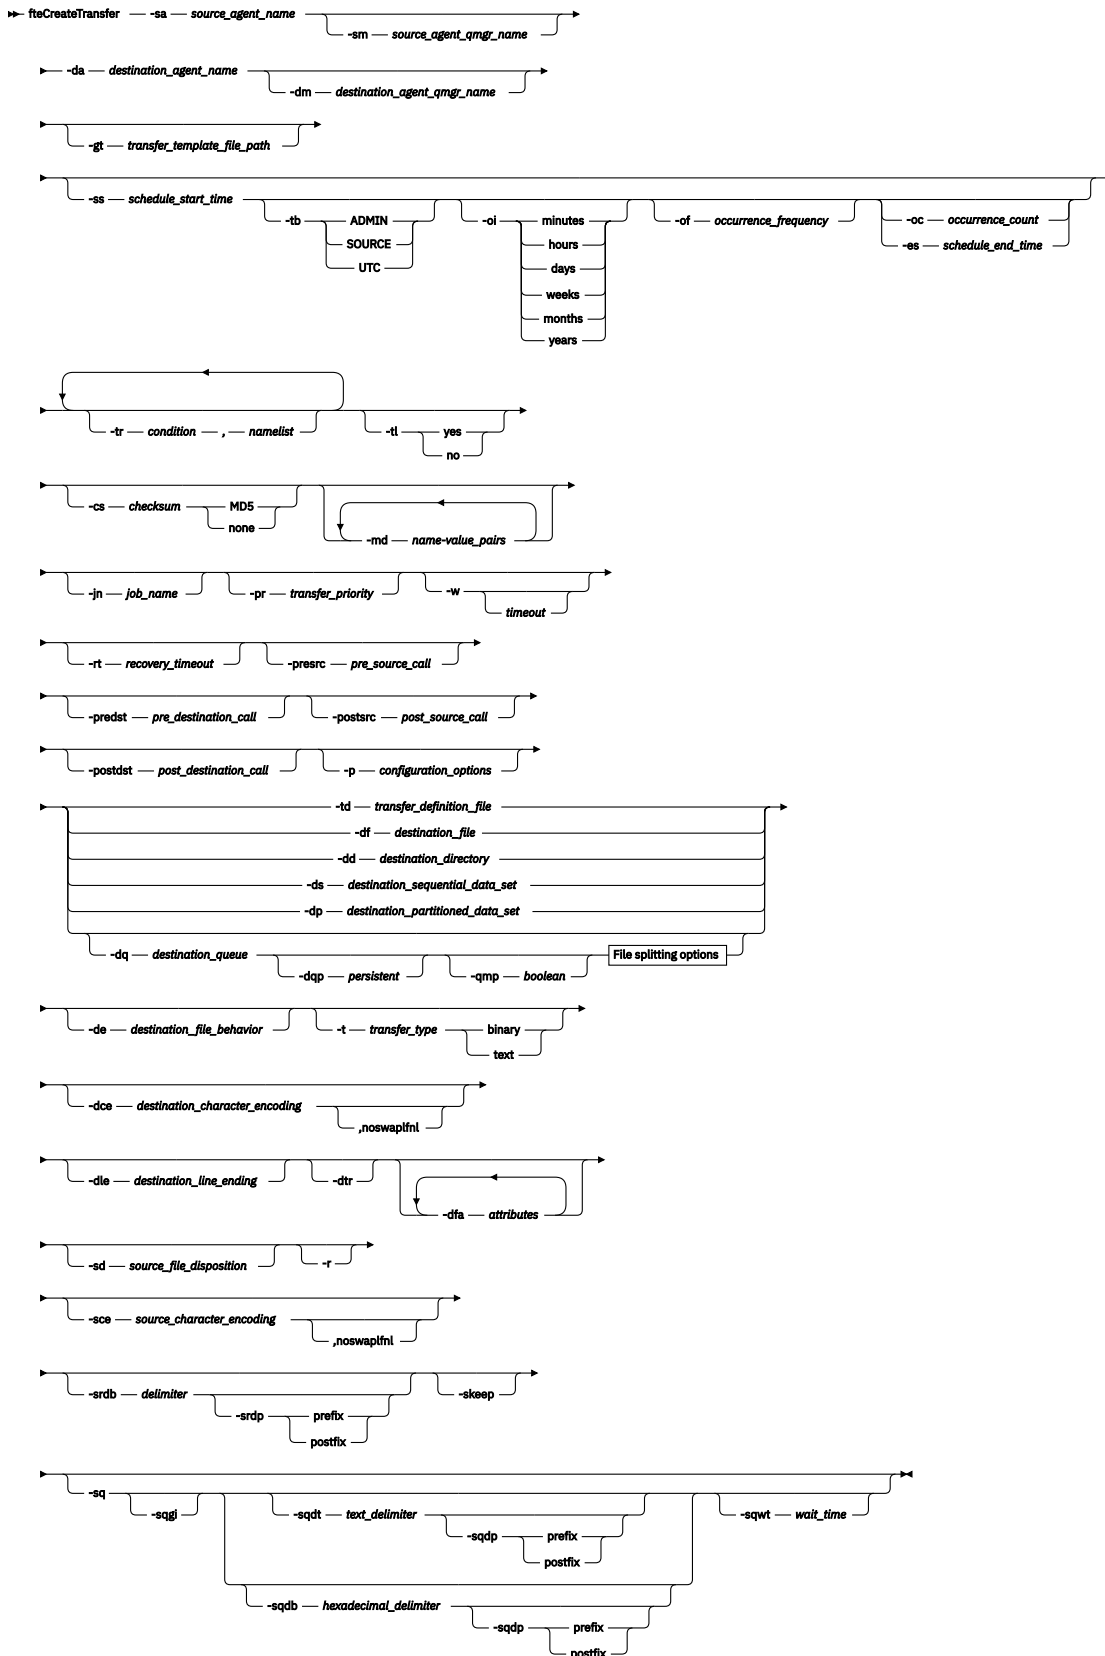 fteCreateTransfer -sa source_agent_name
-sm source_agent_qmgr_name
-da destination_agent_name
-dm destination_agent_qmgr_name
-gt transfer_template_file_path
-ss schedule_start_time
-tb ADMIN -oi minutes -of occurrence_frequency -oc occurrence_count
SOURCE hours -es schedule_end_time
UTC days
weeks
months
years
-tr condition , namelist -tl yes
no
-cs checksum MD5
none
-md name-value_pairs
-jn job_name -pr transfer_priority -w
timeout
-rt recovery_timeout -presrc pre_source_call
-predst pre_destination_call -postsrc post_source_call
-postdst post_destination_call -p configuration_options
-td transfer_definition_file
-df destination_file
-dd destination_directory
-ds destination_sequential_data_set
-dp destination_partitioned_data_set
-dq destination_queue File splitting options
-dqp persistent -qmp boolean
-de destination_file_behavior -t transfer_type binary
text
-dce destination_character_encoding
,noswaplfnl
-dle destination_line_ending -dtr
-dfa attributes
-sd source_file_disposition -r
-sce source_character_encoding
,noswaplfnl
-srdb delimiter -skeep
-srdp prefix
postfix
-sq
-sqgi -sqdt text_delimiter -sqwt wait_time
-sqdp prefix
postfix
-sqdb hexadecimal_delimiter
-sqdp prefix
postfix